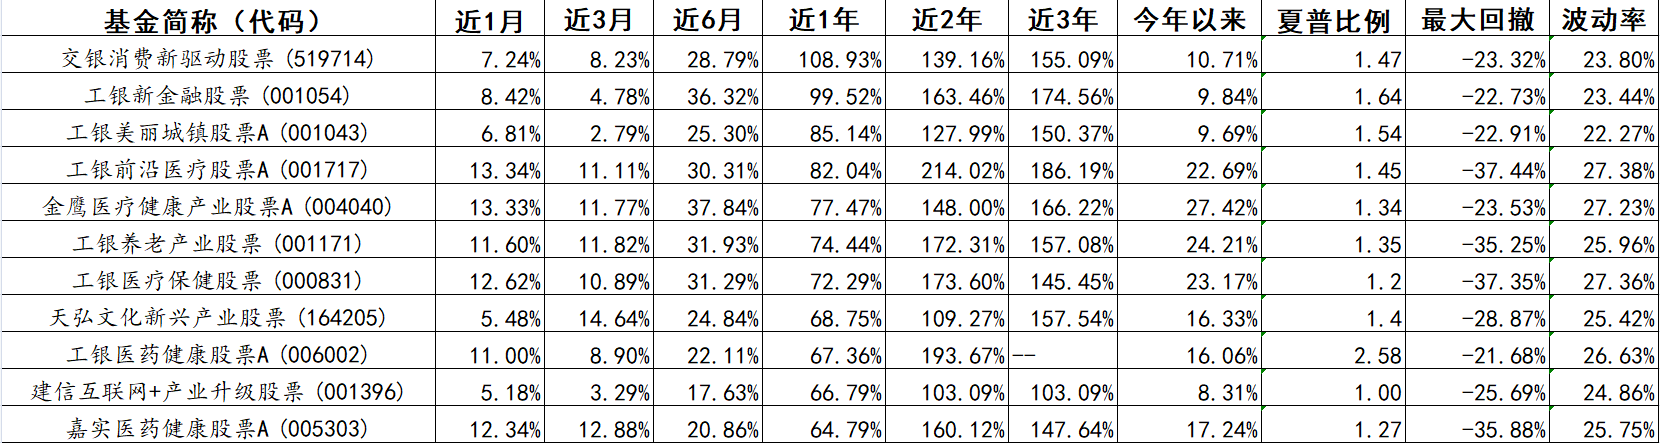 基金简称（代码） 近1月 近3月 近6月 近1年 近2年 近3年 今年以来 夏普比例 最大回撤 波动率
交银消费新驱动股票 (519714) 7.24% 8.23% 28.79% 108.93% 139.16% 155.09% 10.71% 1.47 -23.32% 23.80%
工银新金融股票 (001054) 8.42% 4.78% 36.32% 99.52% 163.46% 174.56% 9.84% 1.64 -22.73% 23.44%
工银美丽城镇股票A (001043) 6.81% 2.79% 25.30% 85.14% 127.99% 150.37% 9.69% 1.54 -22.91% 22.27%
工银前沿医疗股票A (001717) 13.34% 11.11% 30.31% 82.04% 214.02% 186.19% 22.69% 1.45 -37.44% 27.38%
金鹰医疗健康产业股票A (004040) 13.33% 11.77% 37.84% 77.47% 148.00% 166.22% 27.42% 1.34 -23.53% 27.23%
工银养老产业股票 (001171) 11.60% 11.82% 31.93% 74.44% 172.31% 157.08% 24.21% 1.35 -35.25% 25.96%
工银医疗保健股票 (000831) 12.62% 10.89% 31.29% 72.29% 173.60% 145.45% 23.17% 1.2 -37.35% 27.36%
天弘文化新兴产业股票 (164205) 5.48% 14.64% 24.84% 68.75% 109.27% 157.54% 16.33% 1.4 -28.87% 25.42%
工银医药健康股票A (006002) 11.00% 8.90% 22.11% 67.36% 193.67% -- 16.06% 2.58 -21.68% 26.63%
建信互联网+产业升级股票 (001396) 5.18% 3.29% 17.63% 66.79% 103.09% 103.09% 8.31% 1.00 -25.69% 24.86%
嘉实医药健康股票A (005303) 12.34% 12.88% 20.86% 64.79% 160.12% 147.64% 17.24% 1.27 -35.88% 25.75%